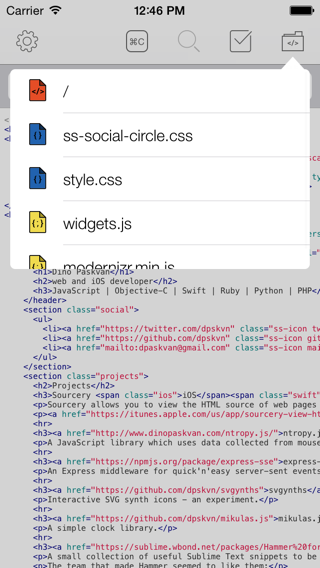 Carrier 12:46 PM
⌘C
</>
</> /
{} ss-social-circle.css
{} style.css
{;} widgets.js
{;} modernizr.min.js
<h1>Dino Paskvan</h1>
<h2>web and iOS developer</h2>
<h3>JavaScript | Objective-C | Swift | Ruby | Python | PHP</
</header>
<section class="social">
<ul>
<li><a href="https://twitter.com/dpskvn" class="ss-icon tw
<li><a href="https://github.com/dpskvn" class="ss-icon git
<li><a href="mailto:dpaskvan@gmail.com" class="ss-icon ma
</ul>
</section>
<section class="projects">
<h2>Projects</h2>
<h3>Sourcery <span class="ios">iOS</span><span class="swift"
<p>Sourcery allows you to view the HTML source of web pages
<p><a href="https://itunes.apple.com/us/app/sourcery-view-ht
<hr>
<h3><a href="http://www.dinopaskvan.com/ntropy.js/">ntropy.j
<p>A JavaScript library which uses data collected from mouse
<hr>
<h3><a href="https://npmjs.org/package/express-sse">express-
<p>An Express middleware for quick'n'easy server-sent events
<hr>
<h3><a href="https://github.com/dpskvn/svgynths">svgynths</a
<p>Interactive SVG synth icons – an experiment.</p>
<hr>
<h3><a href="https://github.com/dpskvn/mikulas.js">mikulas.j
<p>A simple clock library.</p>
<hr>
<h3><a href="https://sublime.wbond.net/packages/Hammer%20for
<p>A small collection of useful Sublime Text snippets to be
<p>The team that made Hammer seemed to like them:</p>